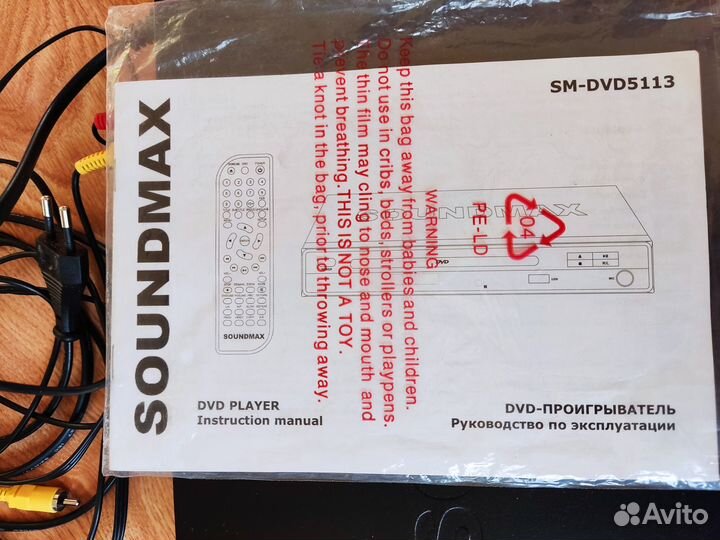 SOUNDMAX
SM-DVD5113
WARNING
Keep this bag away from babies and children.
Do not use in cribs, beds, strollers or playpens.
The thin film may cling to nose and mouth and
prevent breathing. THIS IS NOT A TOY.
Tie a knot in the bag, prior to throwing away.
04
PE-LD
SOUNDMAX
DVD
SOUNDMAX
DVD PLAYER
Instruction manual
DVD-ПРОИГРЫВАТЕЛЬ
Руководство по эксплуатации
Avito